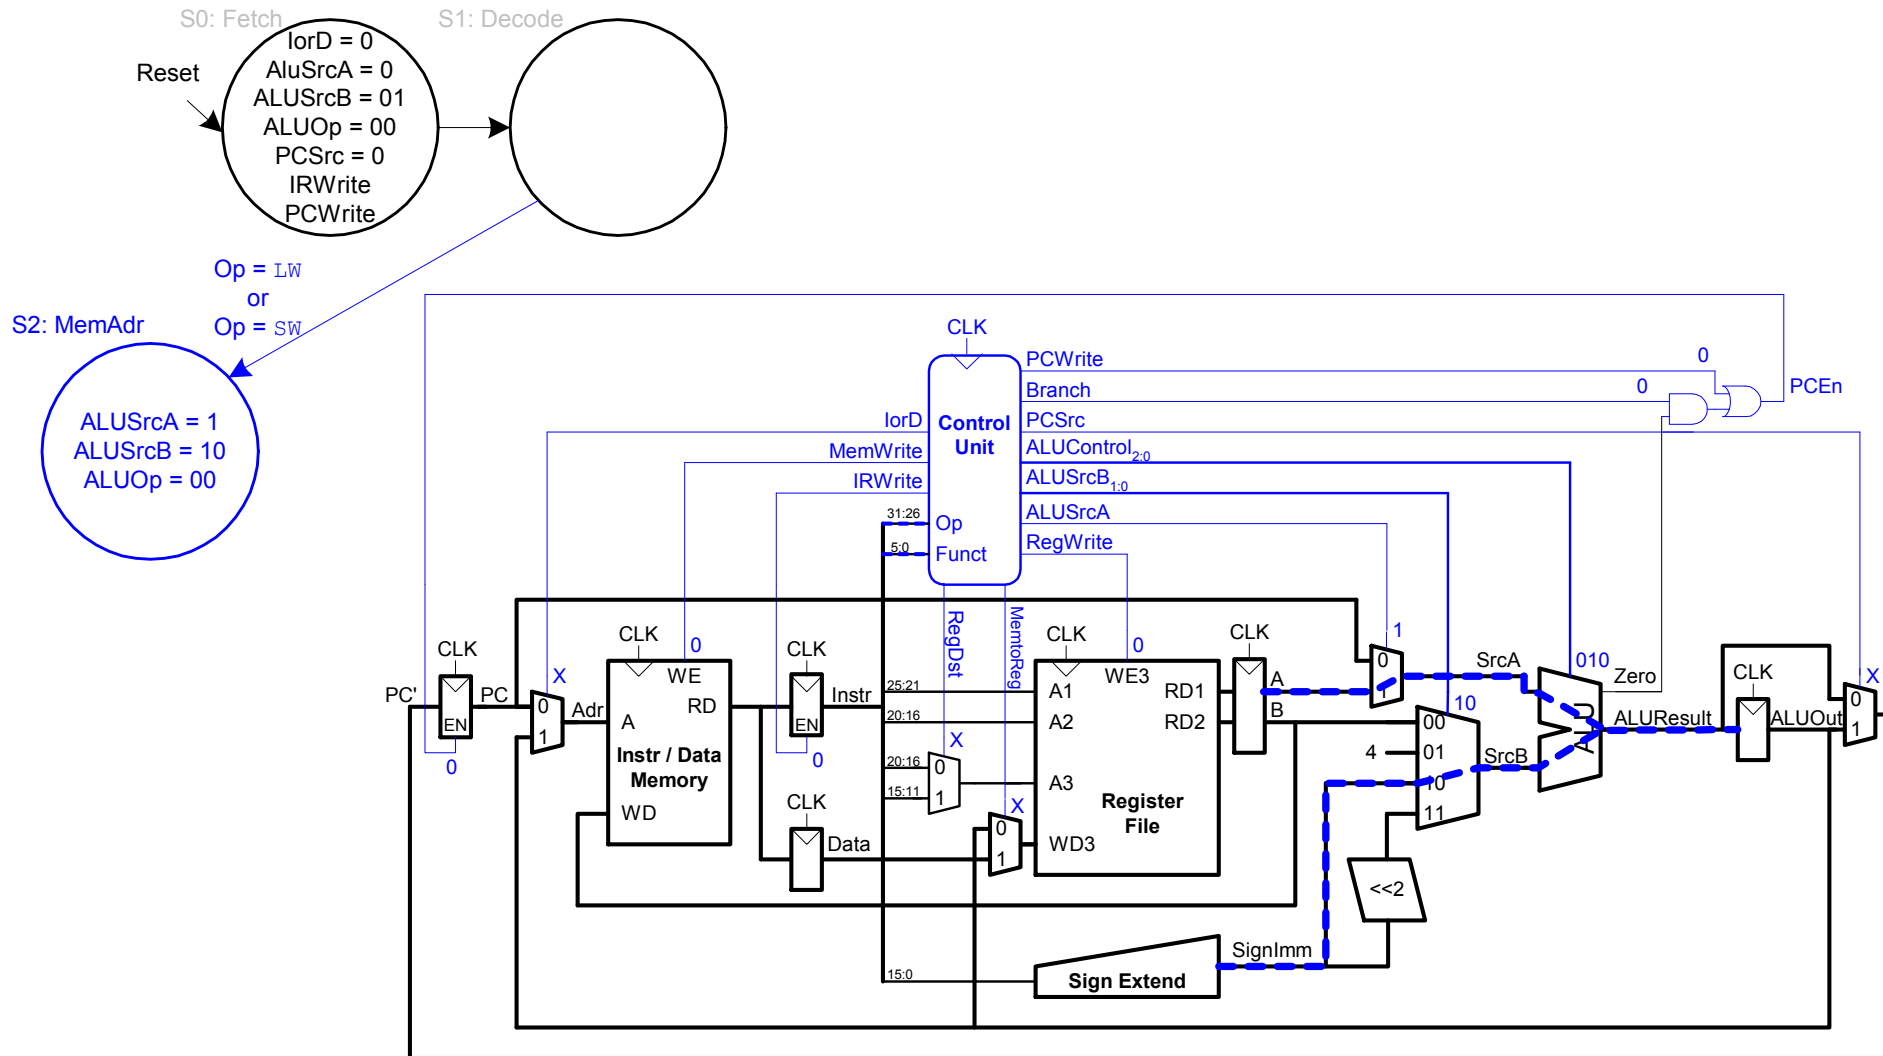 S0: Fetch
S1: Decode
Reset
IorD = 0
AluSrcA = 0
ALUSrcB = 01
ALUOp = 00
PCSrc = 0
IRWrite
PCWrite
Op = LW
or
Op = SW
S2: MemAdr
ALUSrcA = 1
ALUSrcB = 10
ALUOp = 00
CLK
PCWrite
0
Branch
0
PCEn
IorD
Control
Unit
PCSrc
MemWrite
ALUControl2:0
IRWrite
ALUSrcB1:0
31:26
Op
ALUSrcA
5:0
Funct
RegWrite
RegDst
MemtoReg
CLK
CLK
CLK
CLK
CLK
CLK
0
0
1
X
X
010
10
PC'
PC
EN
0
0
1
Adr
A
WE
RD
Instr / Data
Memory
WD
EN
Instr
0
CLK
Data
25:21
20:16
20:16
15:11
15:0
X
0
1
X
0
1
A1
A2
A3
WD3
WE3
RD1
RD2
Register
File
A
B
0
1
SrcA
4
00
01
10
11
SrcB
ALU
Zero
ALUResult
ALUOut
0
1
<<2
SignImm
Sign Extend